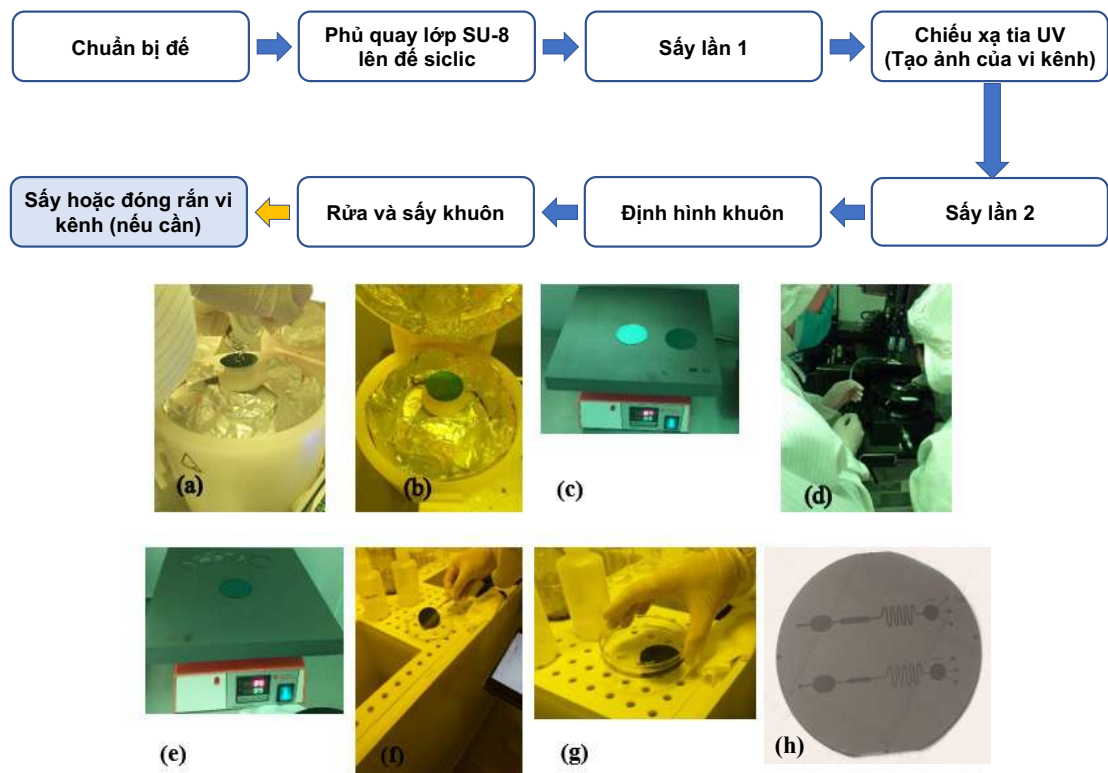 Chuẩn bị đế
Phủ quay lớp SU-8
lên đế siclic
Sấy lần 1
Chiếu xạ tia UV
(Tạo ảnh của vi kênh)
Sấy hoặc đóng rắn vi
kênh (nếu cần)
Rửa và sấy khuôn
Định hình khuôn
Sấy lần 2
(a)
(b)
(c)
(d)
(e)
(f)
(g)
(h)